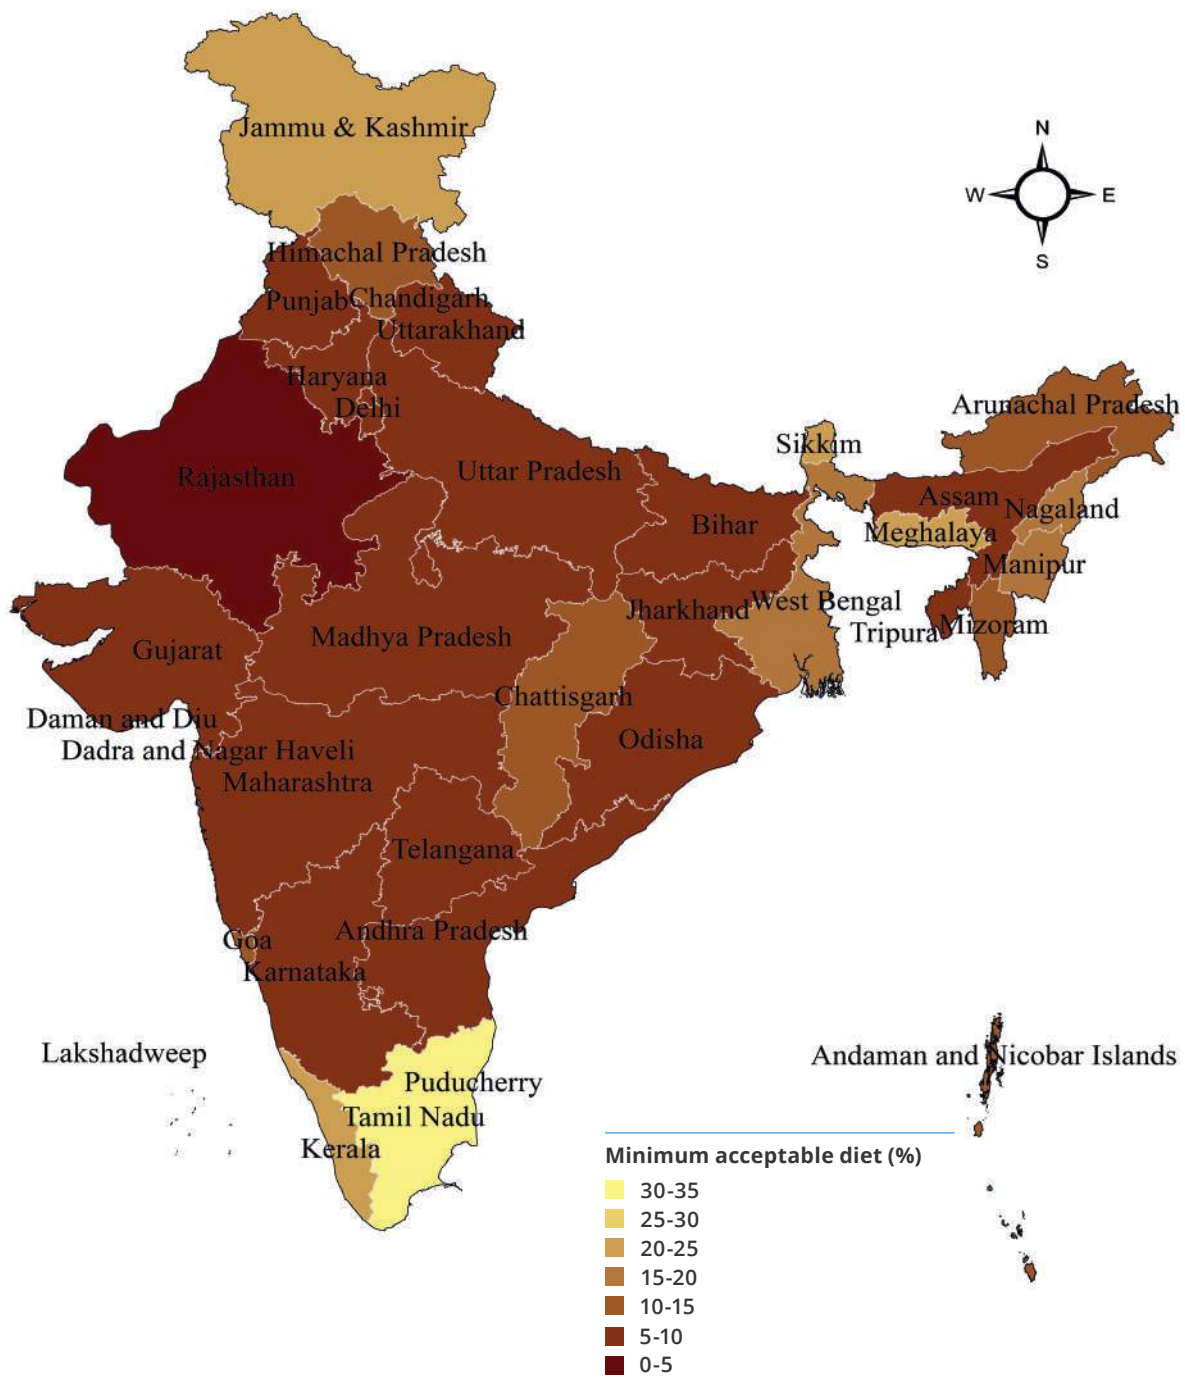 N
W E
S
Jammu & Kashmir
Himachal Pradesh
Punjab
Chandigarh
Uttarakhand
Haryana
Delhi
Rajasthan
Uttar Pradesh
Bihar
Sikkim
Arunachal Pradesh
Assam
Nagaland
Meghalaya
Manipur
Jharkhand
West Bengal
Tripura
Mizoram
Gujarat
Madhya Pradesh
Chattisgarh
Daman and Diu
Dadra and Nagar Haveli
Maharashtra
Odisha
Telangana
Goa
Andhra Pradesh
Karnataka
Lakshadweep
Andaman and Nicobar Islands
Puducherry
Tamil Nadu
Kerala
Minimum acceptable diet (%)
30-35
25-30
20-25
15-20
10-15
5-10
0-5